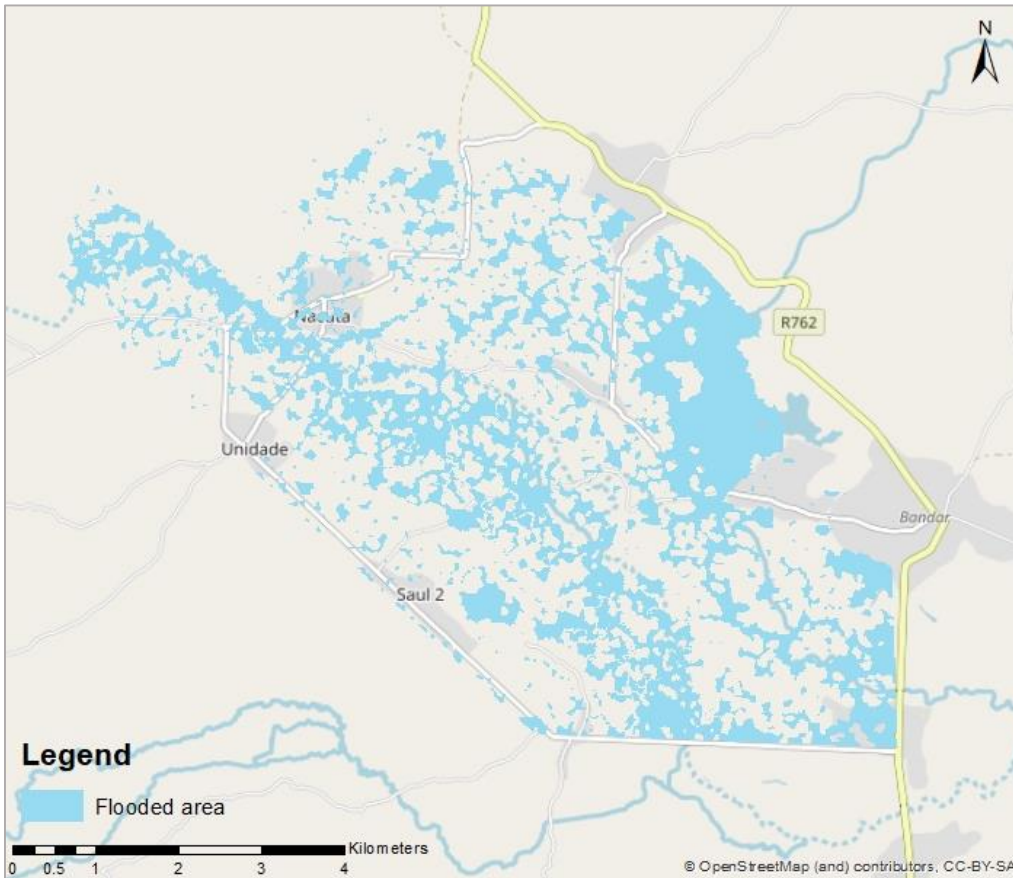 N
R762
Unidade
Bandar
Saul 2
Legend
Flooded area
Kilometers
0 0.5 1 2 3 4
© OpenStreetMap (and) contributors, CC-BY-SA